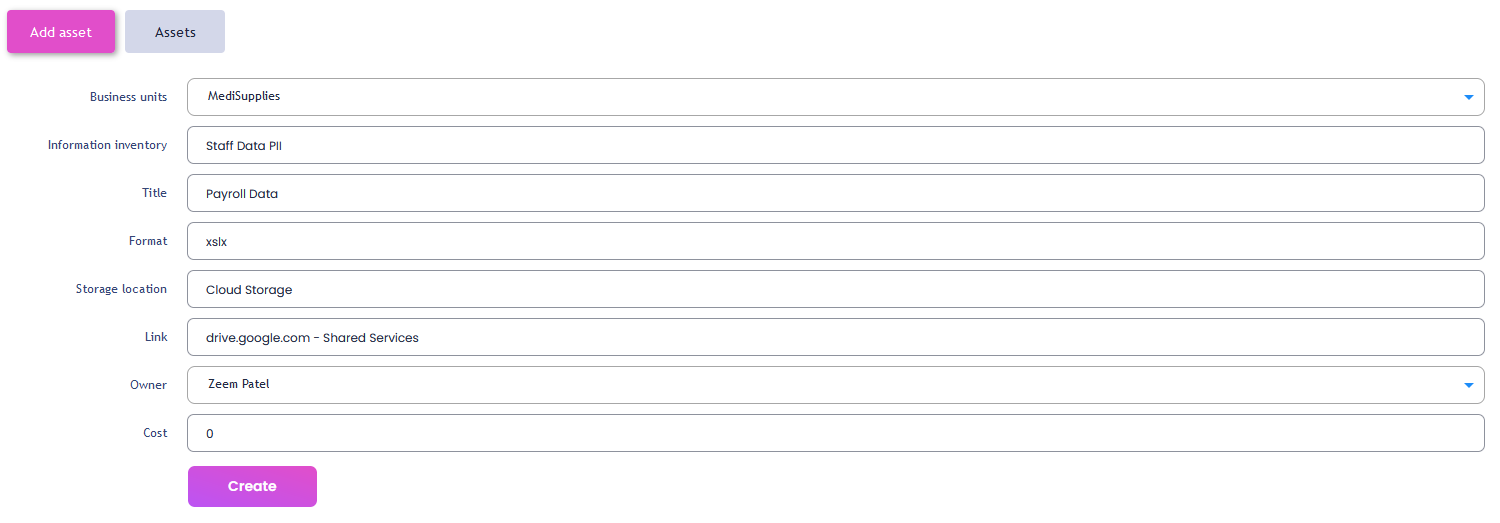 Add asset Assets
Business units MediSupplies
Information inventory Staff Data PII
Title Payroll Data
Format xslx
Storage location Cloud Storage
Link drive.google.com - Shared Services
Owner Zeem Patel
Cost 0
Create